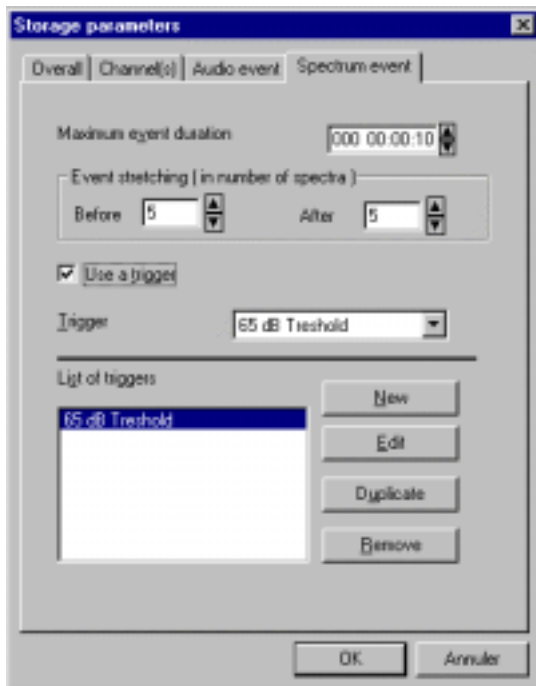 Storage parameters
Overall Channel(s) Audio event Spectrum event
Maximum event duration 000 00:00:10
Event stretching ( in number of spectra )
Before 5 After 5
Use a trigger
Trigger 65 dB Treshold
List of triggers
65 dB Treshold
New
Edit
Duplicate
Remove
OK Annuler